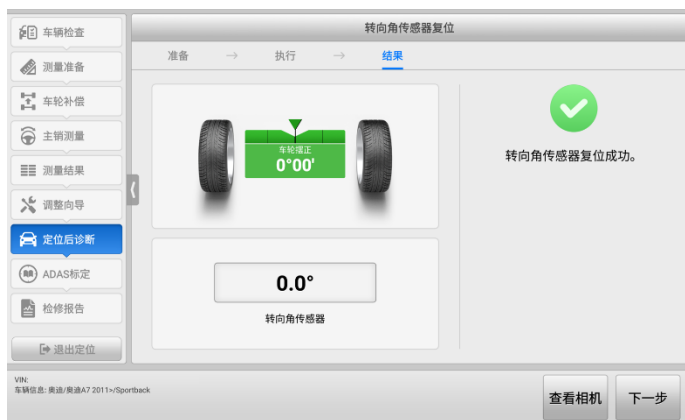 转向角传感器复位
车辆检查
测量准备
车轮补偿
主销测量
测量结果
调整向导
定位后诊断
ADAS标定
检修报告
退出定位
准备 → 执行 → 结果
车轮摆正
0°00'
0.0°
转向角传感器
转向角传感器复位成功。
VIN:
车辆信息: 奥迪/奥迪A7 2011>/Sportback
查看相机
下一步